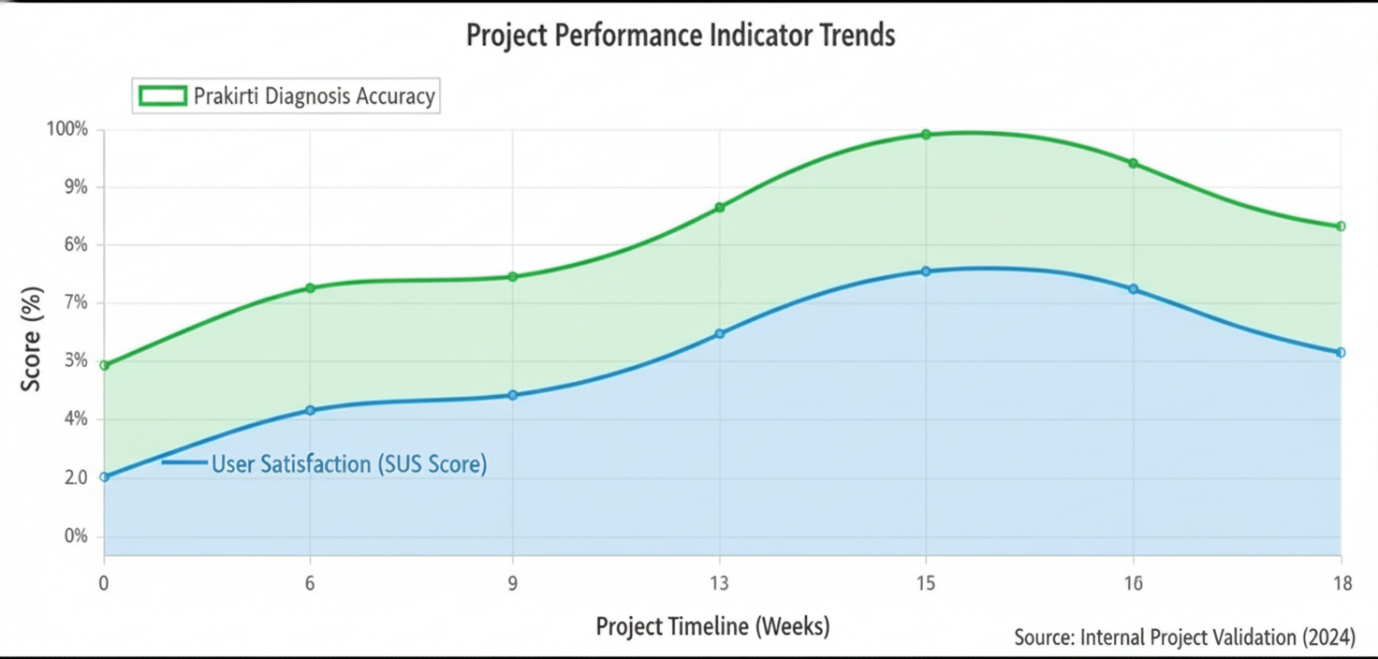 Project Performance Indicator Trends
Prakirti Diagnosis Accuracy
100%
9%
6%
7%
3%
4%
2.0
0%
Score (%)
User Satisfaction (SUS Score)
0 6 9 13 15 16 18
Project Timeline (Weeks)
Source: Internal Project Validation (2024)